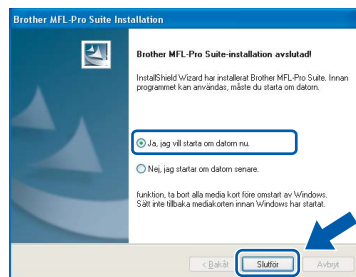 Brother MFL-Pro Suite Installation
Brother MFL-Pro Suite-installation avslutad!
InstallShield Wizard har installerat Brother MFL-Pro Suite. Innan
programmet kan användas, måste du starta om datorn.
Ja, jag vill starta om datorn nu.
Nej, jag startar om datorn senare.
funktion, ta bort alla media kort före omstart av Windows.
Sätt inte tillbaka mediakorten innan Windows har startat.
< Bakåt
Slutför
Avbryt